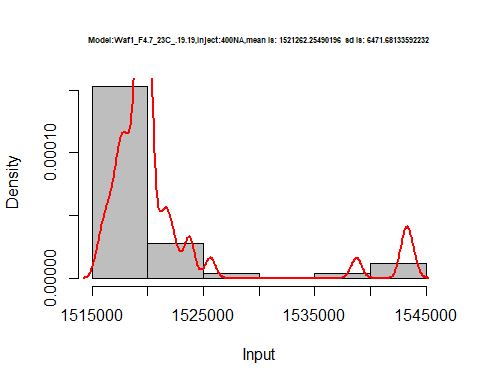 Model:Waf1_F4.7_23C_.19.19,Inject:400NA,mean is: 1521262.25490196  sd is: 6471.68133592232
Density
0.00010
0.00000
1515000 1525000 1535000 1545000
Input